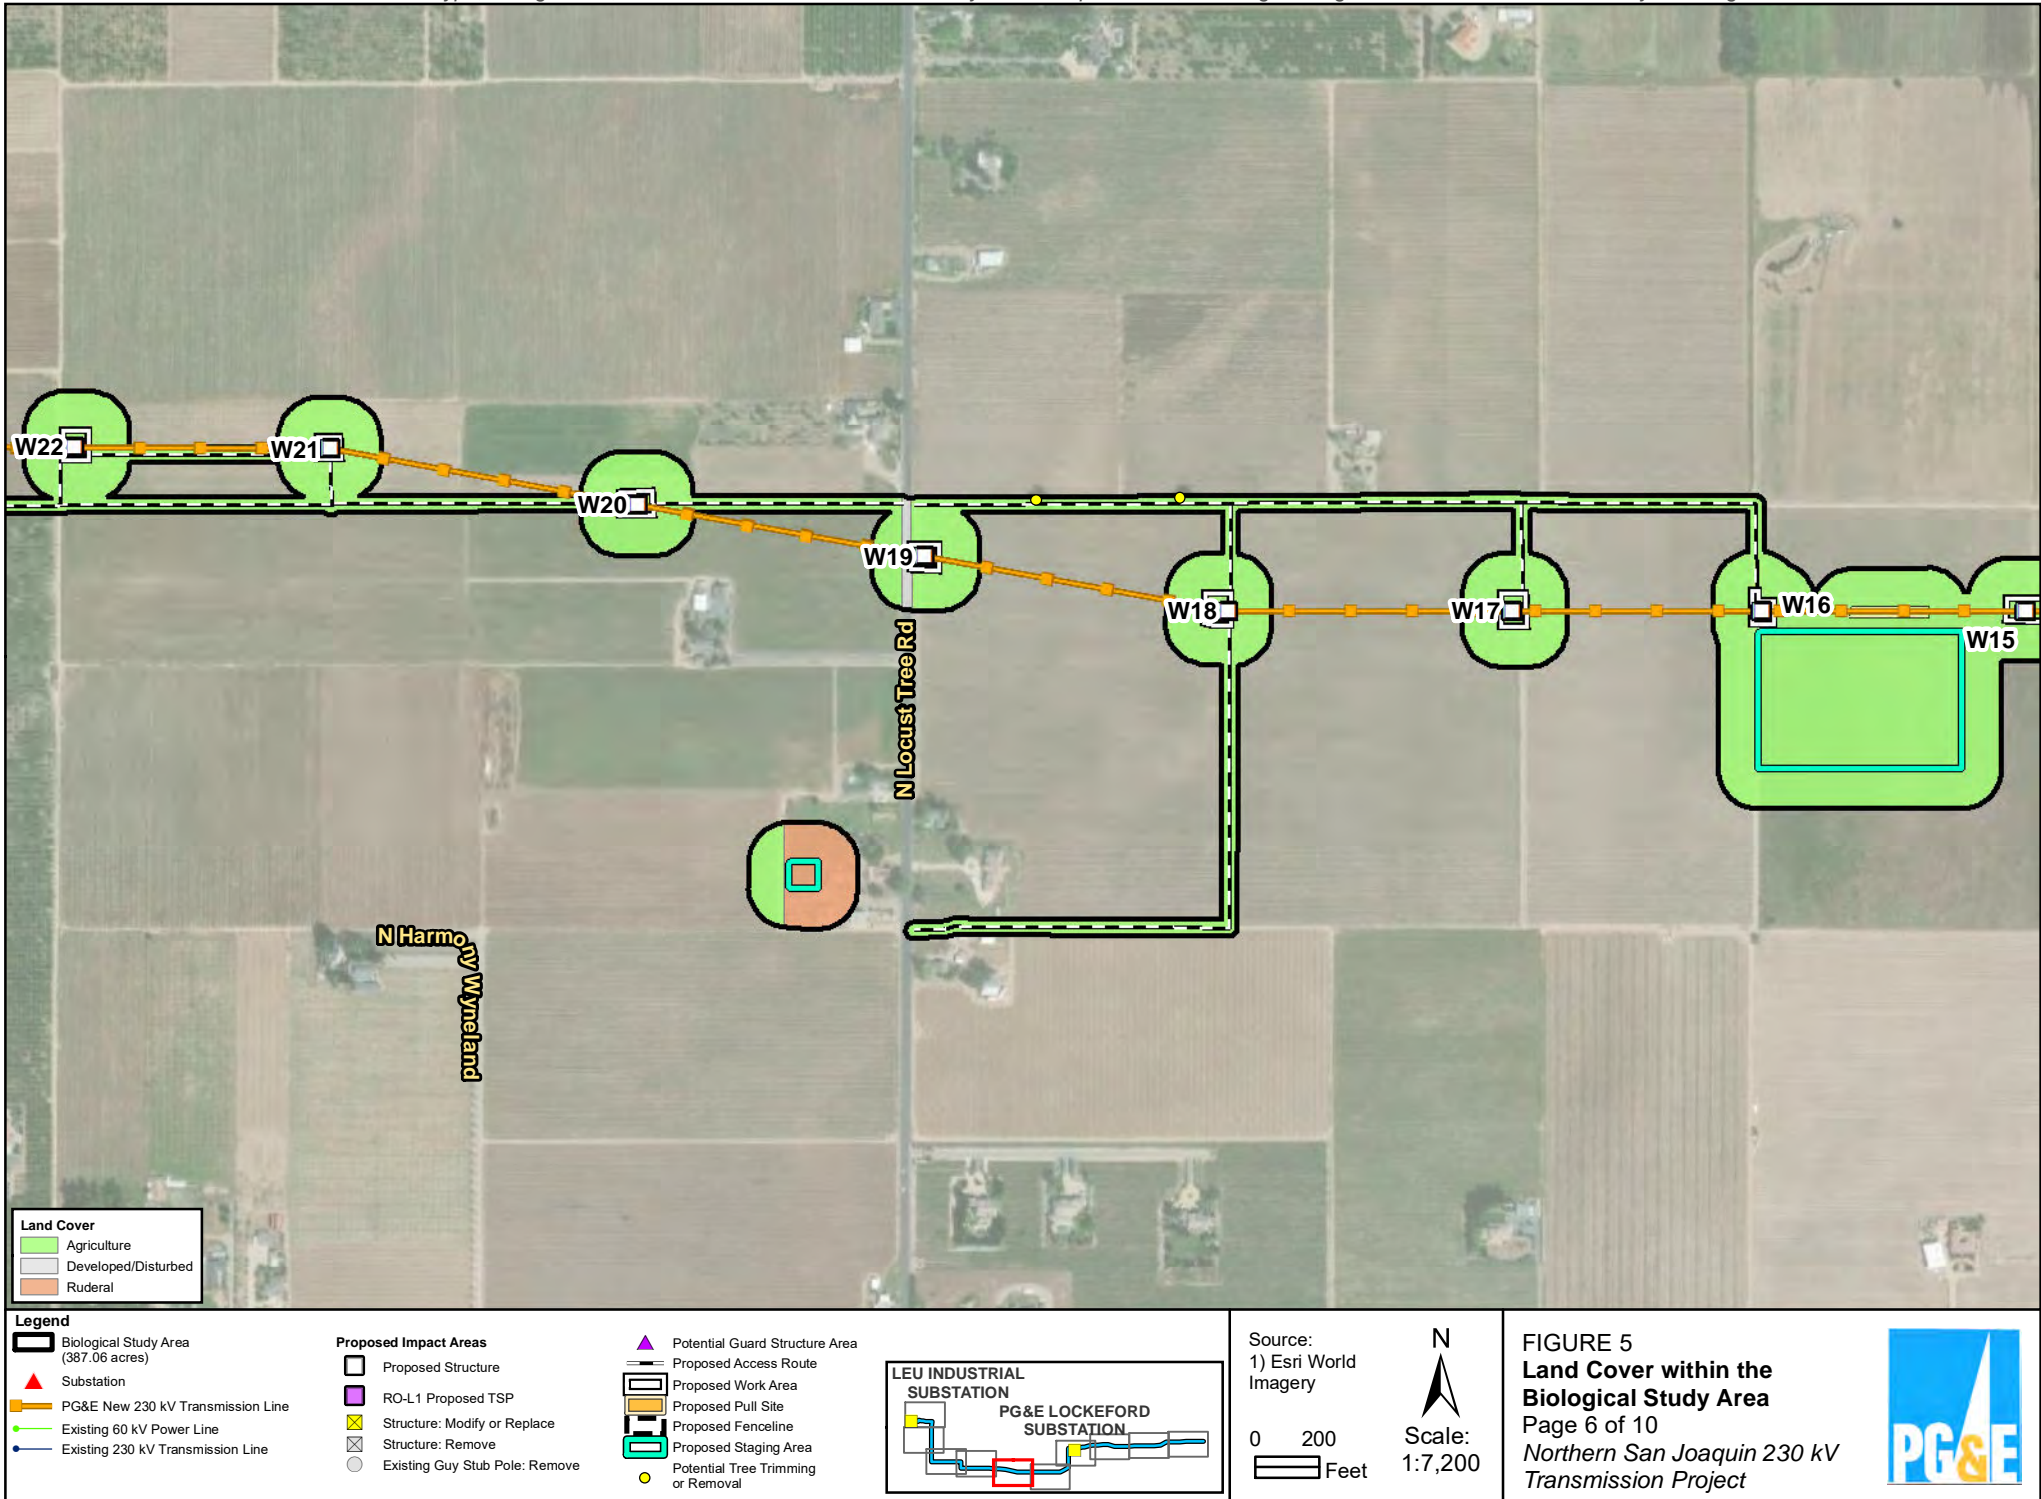 W22
W21
W20
W19
W18
W17
W16
W15
N Locust Tree Rd
N Harmony Wyneland
Land Cover
Agriculture
Developed/Disturbed
Ruderal
Legend
Biological Study Area
(387.06 acres)
Substation
PG&E New 230 kV Transmission Line
Existing 60 kV Power Line
Existing 230 kV Transmission Line
Proposed Impact Areas
Proposed Structure
RO-L1 Proposed TSP
Structure: Modify or Replace
Structure: Remove
Existing Guy Stub Pole: Remove
Potential Guard Structure Area
Proposed Access Route
Proposed Work Area
Proposed Pull Site
Proposed Fenceline
Proposed Staging Area
Potential Tree Trimming
or Removal
LEU INDUSTRIAL
SUBSTATION
PG&E LOCKEFORD
SUBSTATION
Source:
1) Esri World
Imagery
0 200
Feet
N
Scale:
1:7,200
FIGURE 5
Land Cover within the
Biological Study Area
Page 6 of 10
Northern San Joaquin 230 kV
Transmission Project
PG&E